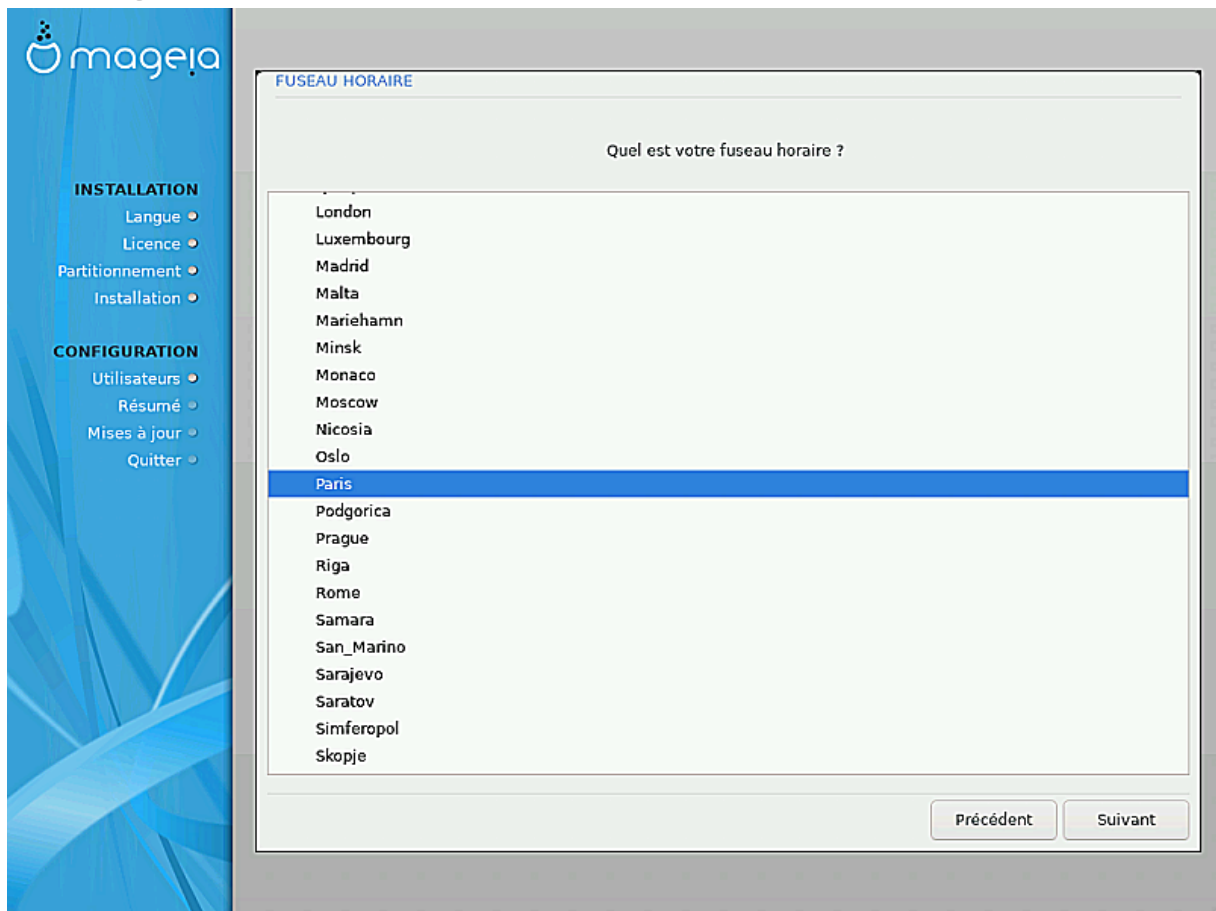 mageia
INSTALLATION
Langue
Licence
Partitionnement
Installation
CONFIGURATION
Utilisateurs
Résumé
Mises à jour
Quitter
FUSEAU HORAIRE
Quel est votre fuseau horaire ?
London
Luxembourg
Madrid
Malta
Mariehamn
Minsk
Monaco
Moscow
Nicosia
Oslo
Paris
Podgorica
Prague
Riga
Rome
Samara
San_Marino
Sarajevo
Saratov
Simferopol
Skopje
Précédent
Suivant